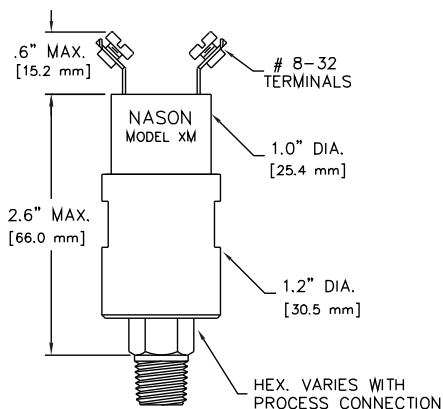 .6" MAX.
[15.2 mm]
# 8-32
TERMINALS
NASON
MODEL XM
1.0" DIA.
[25.4 mm]
2.6" MAX.
[66.0 mm]
1.2" DIA.
[30.5 mm]
HEX. VARIES WITH
PROCESS CONNECTION